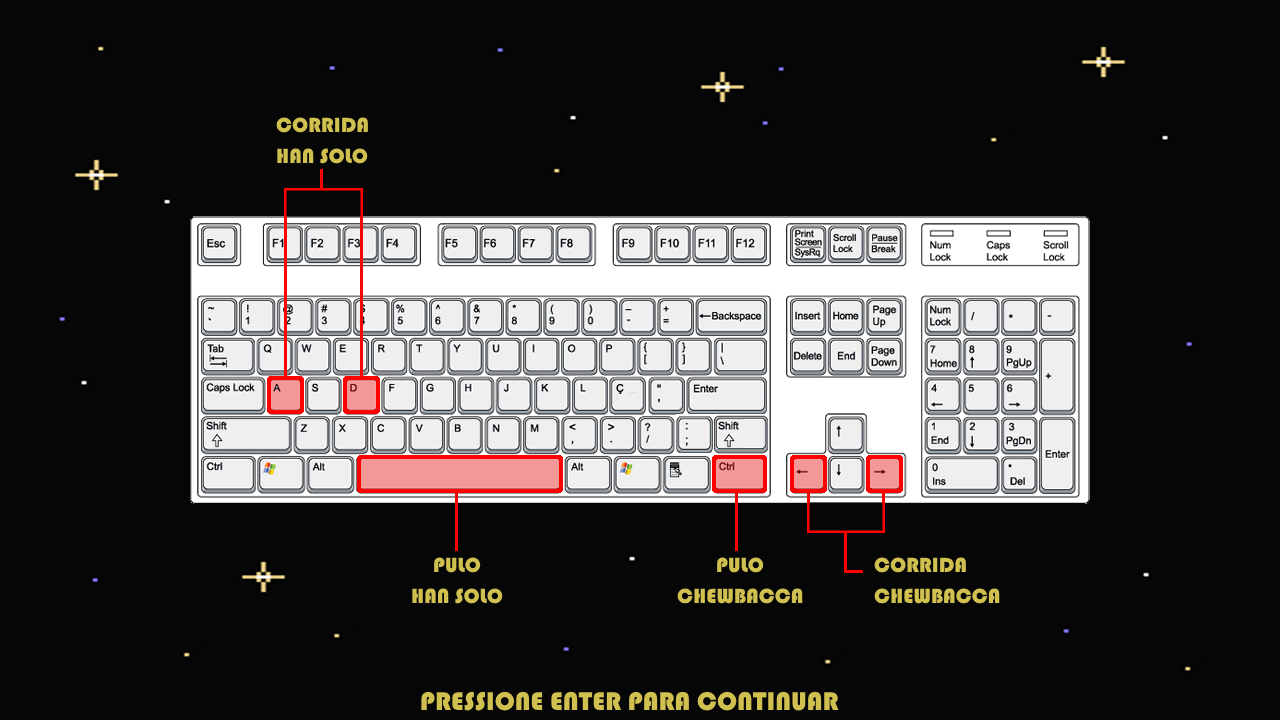 CORRIDA
HAN SOLO
Esc F1 F2 F3 F4 F5 F6 F7 F8 F9 F10 F11 F12 Print Screen SysRq Scroll Lock Pause Break Num Lock Caps Lock Scroll Lock
~ ` ! 1 @ 2 # 3 % 5 ^ 6 & 7 * 8 ( 9 ) 0 – - + = ←Backspace Insert Home Page Up Num Lock / * -
Tab Q W E R T Y U I O P { [ } ] | \ Delete End Page Down 7 Home 8 ↑ 9 PgUp +
Caps Lock A S D F G H J K L Ç " , Enter 4 ← 5 6 →
Shift Z X C V B N M < , > . ? / : ; Shift ↑ 1 End 2 ↓ 3 PgDn Enter
Ctrl Alt Alt Ctrl ← ↓ → 0 Ins • Del
PULO
HAN SOLO
PULO
CHEWBACCA
CORRIDA
CHEWBACCA
PRESSIONE ENTER PARA CONTINUAR